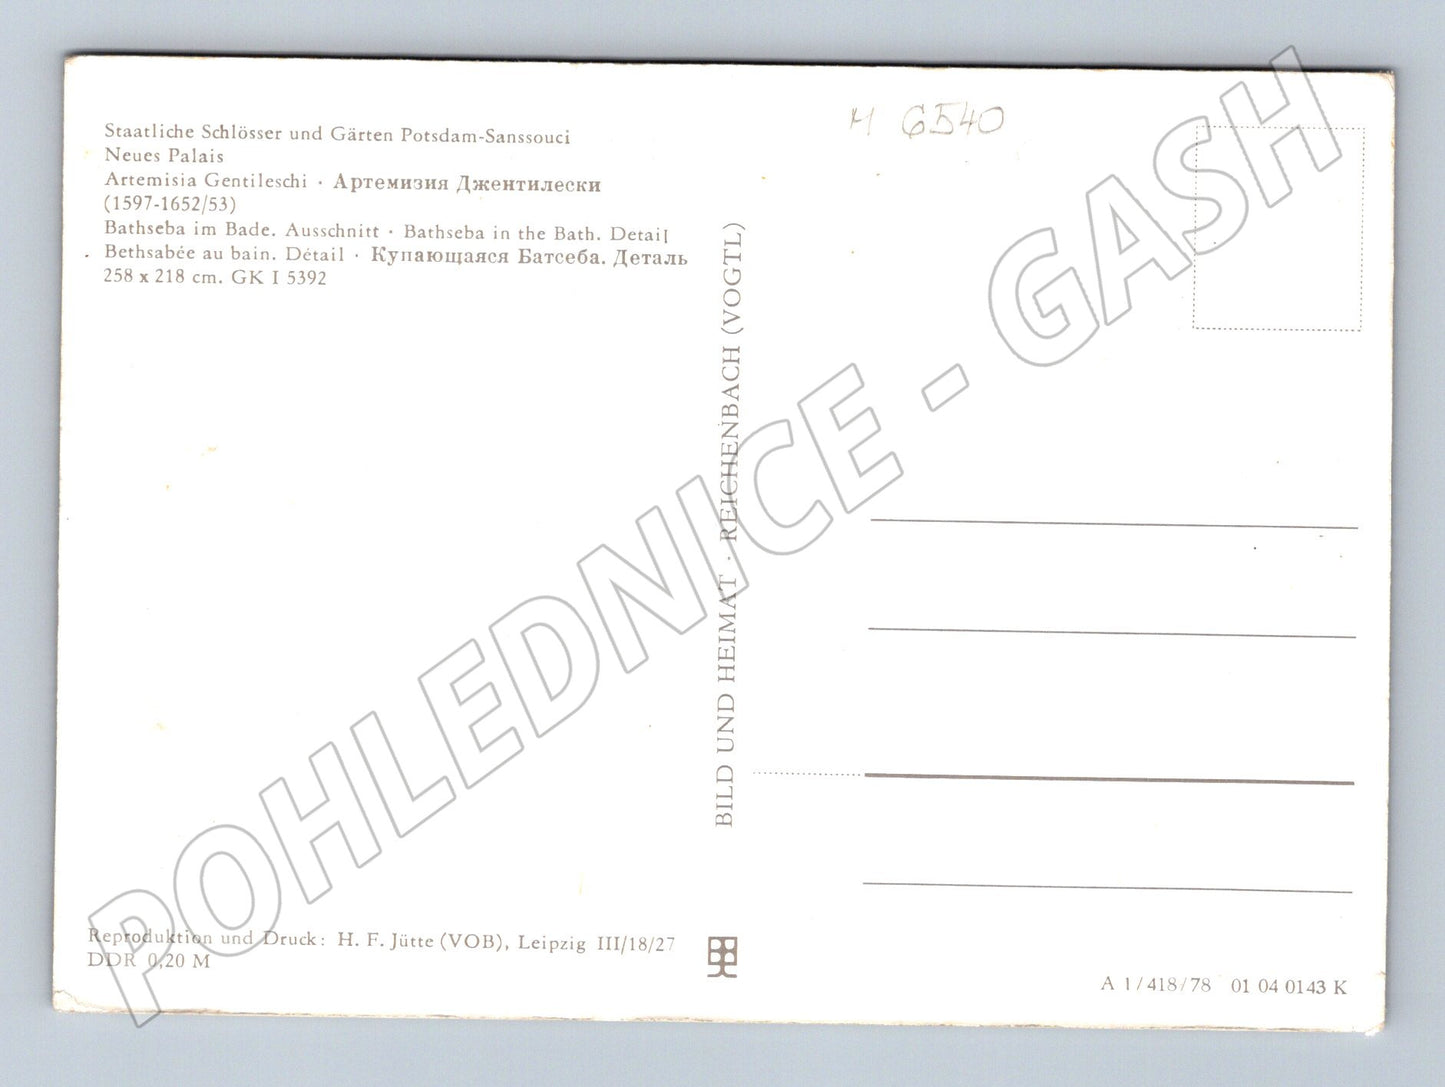 Staatliche Schlösser und Gärten Potsdam-Sanssouci
Neues Palais
Artemisia Gentileschi · Артемизия Джентилески
(1597-1652/53)
Bathseba im Bade. Ausschnitt · Bathseba in the Bath. Detail
Bethsabée au bain. Détail · Купающаяся Батсеба. Деталь
258 x 218 cm. GK I 5392
M 6540
BILD UND HEIMAT · REICHENBACH (VOGTL)
POHLEDNICE - GASH
Reproduktion und Druck: H. F. Jütte (VOB), Leipzig III/18/27
DDR 0,20 M
A 1/418/78 01 04 0143 K